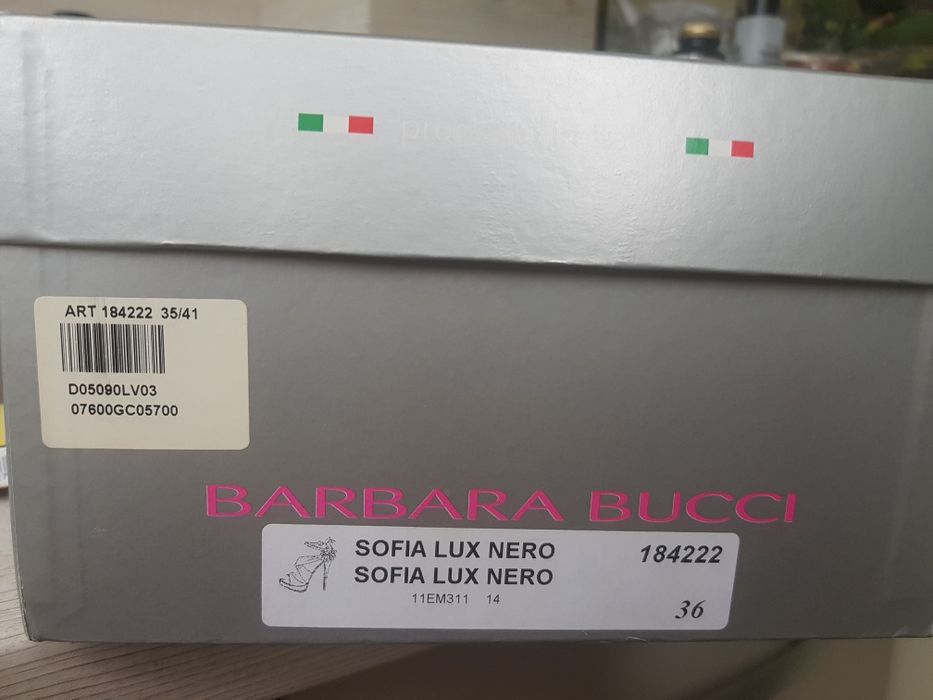 ART 184222 35/41
D05090LV03
07600GC05700
BARBARA BUCCI
SOFIA LUX NERO 184222
SOFIA LUX NERO
11EM311 14
36